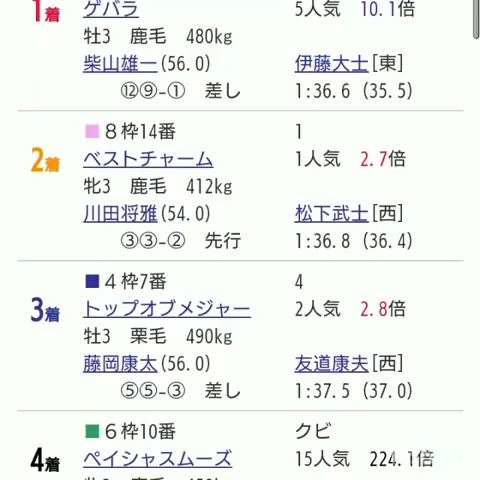 1着 ゲバラ 5人気 10.1倍
牡3 鹿毛 480kg
柴山雄一(56.0) 伊藤大士[東]
⑫⑨-① 差し 1:36.6 (35.5)
■8枠14番 1
2着 ベストチャーム 1人気 2.7倍
牝3 鹿毛 412kg
川田将雅(54.0) 松下武士[西]
③③-② 先行 1:36.8 (36.4)
■4枠7番 4
3着 トップオブメジャー 2人気 2.8倍
牡3 栗毛 490kg
藤岡康太(56.0) 友道康夫[西]
⑤⑤-③ 差し 1:37.5 (37.0)
■6枠10番 クビ
4着 ペイシャスムーズ 15人気 224.1倍